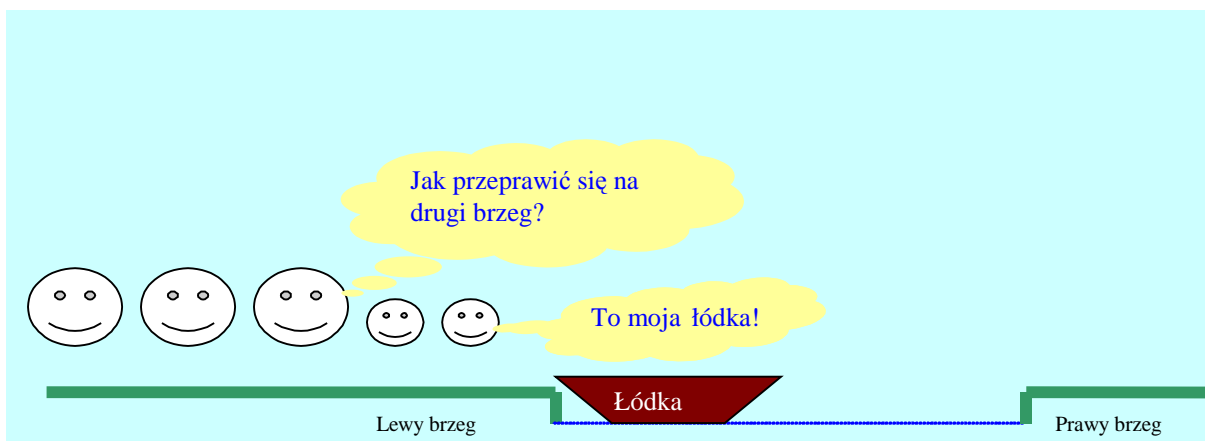 Jak przeprawić się na
drugi brzeg?
To moja łódka!
Łódka
Lewy brzeg
Prawy brzeg